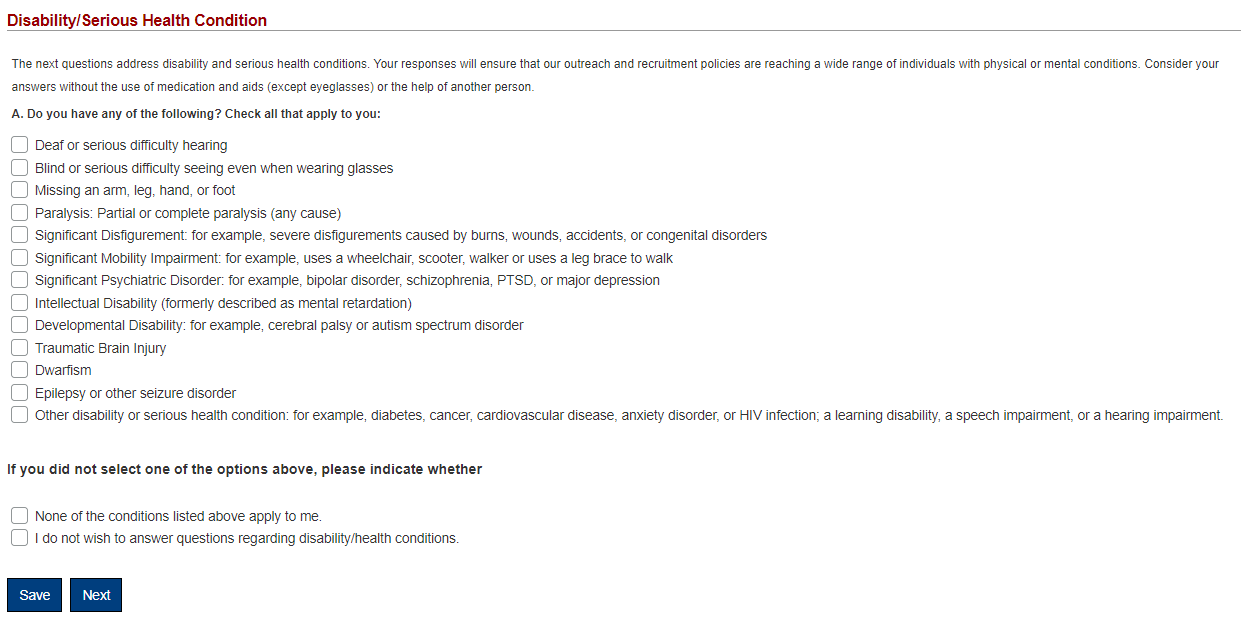 Disability/Serious Health Condition
The next questions address disability and serious health conditions. Your responses will ensure that our outreach and recruitment policies are reaching a wide range of individuals with physical or mental conditions. Consider your
answers without the use of medication and aids (except eyeglasses) or the help of another person.
A. Do you have any of the following? Check all that apply to you:
Deaf or serious difficulty hearing
Blind or serious difficulty seeing even when wearing glasses
Missing an arm, leg, hand, or foot
Paralysis: Partial or complete paralysis (any cause)
Significant Disfigurement: for example, severe disfigurements caused by burns, wounds, accidents, or congenital disorders
Significant Mobility Impairment: for example, uses a wheelchair, scooter, walker or uses a leg brace to walk
Significant Psychiatric Disorder: for example, bipolar disorder, schizophrenia, PTSD, or major depression
Intellectual Disability (formerly described as mental retardation)
Developmental Disability: for example, cerebral palsy or autism spectrum disorder
Traumatic Brain Injury
Dwarfism
Epilepsy or other seizure disorder
Other disability or serious health condition: for example, diabetes, cancer, cardiovascular disease, anxiety disorder, or HIV infection; a learning disability, a speech impairment, or a hearing impairment.
If you did not select one of the options above, please indicate whether
None of the conditions listed above apply to me.
I do not wish to answer questions regarding disability/health conditions.
Save Next